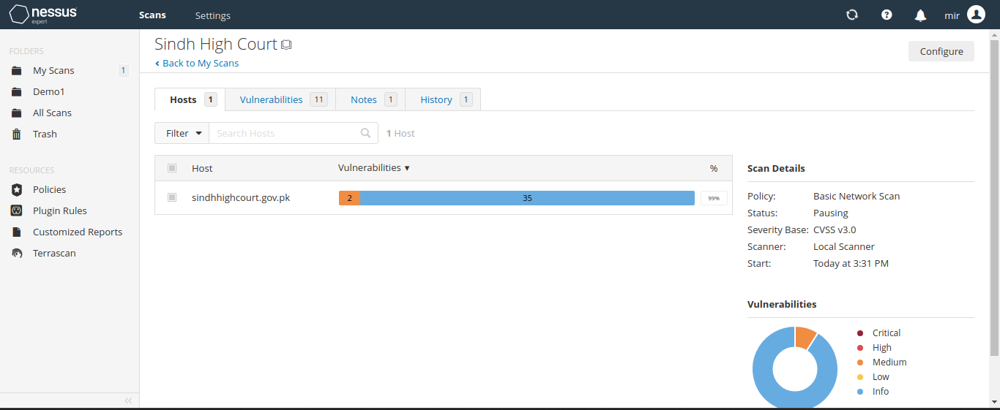 nessus
expert
Scans
Settings
mir
FOLDERS
My Scans
1
Demo1
All Scans
Trash
RESOURCES
Policies
Plugin Rules
Customized Reports
Terrascan
Sindh High Court
Back to My Scans
Configure
Hosts 1
Vulnerabilities 11
Notes 1
History 1
Filter
Search Hosts
1 Host
Host Vulnerabilities %
sindhhighcourt.gov.pk 2 35 99%
Scan Details
Policy: Basic Network Scan
Status: Pausing
Severity Base: CVSS v3.0
Scanner: Local Scanner
Start: Today at 3:31 PM
Vulnerabilities
Critical
High
Medium
Low
Info